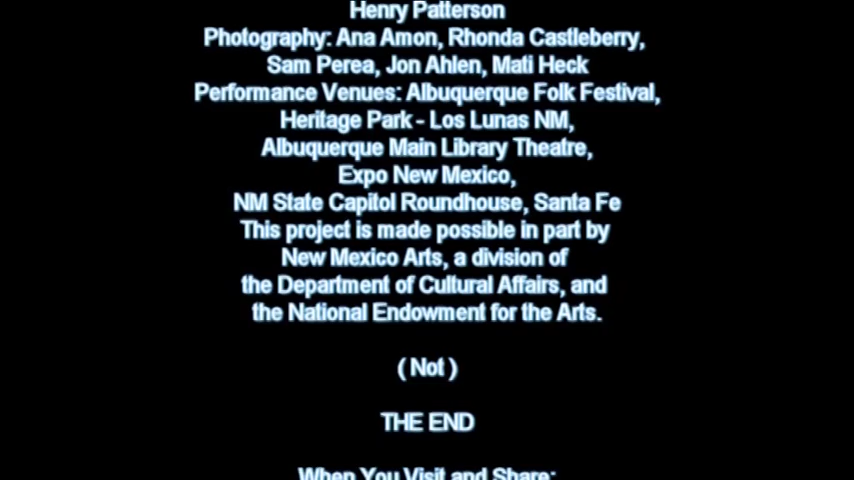 Henry Patterson
Photography: Ana Amon, Rhonda Castleberry,
Sam Perea, Jon Ahlen, Mati Heck
Performance Venues: Albuquerque Folk Festival,
Heritage Park - Los Lunas NM,
Albuquerque Main Library Theatre,
Expo New Mexico,
NM State Capitol Roundhouse, Santa Fe
This project is made possible in part by
New Mexico Arts, a division of
the Department of Cultural Affairs, and
the National Endowment for the Arts.
( Not )
THE END
When You Visit and Share: